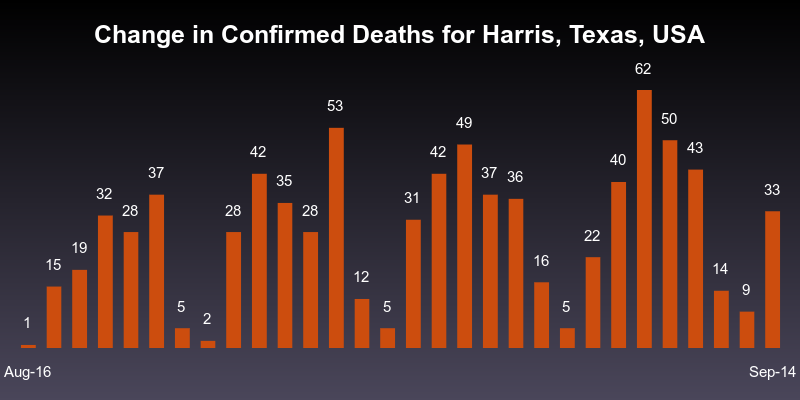 Change in Confirmed Deaths for Harris, Texas, USA
1 15 19 32 28 37 5 2 28 42 35 28 53 12 5 31 42 49 37 36 16 5 22 40 62 50 43 14 9 33
Aug-16 Sep-14